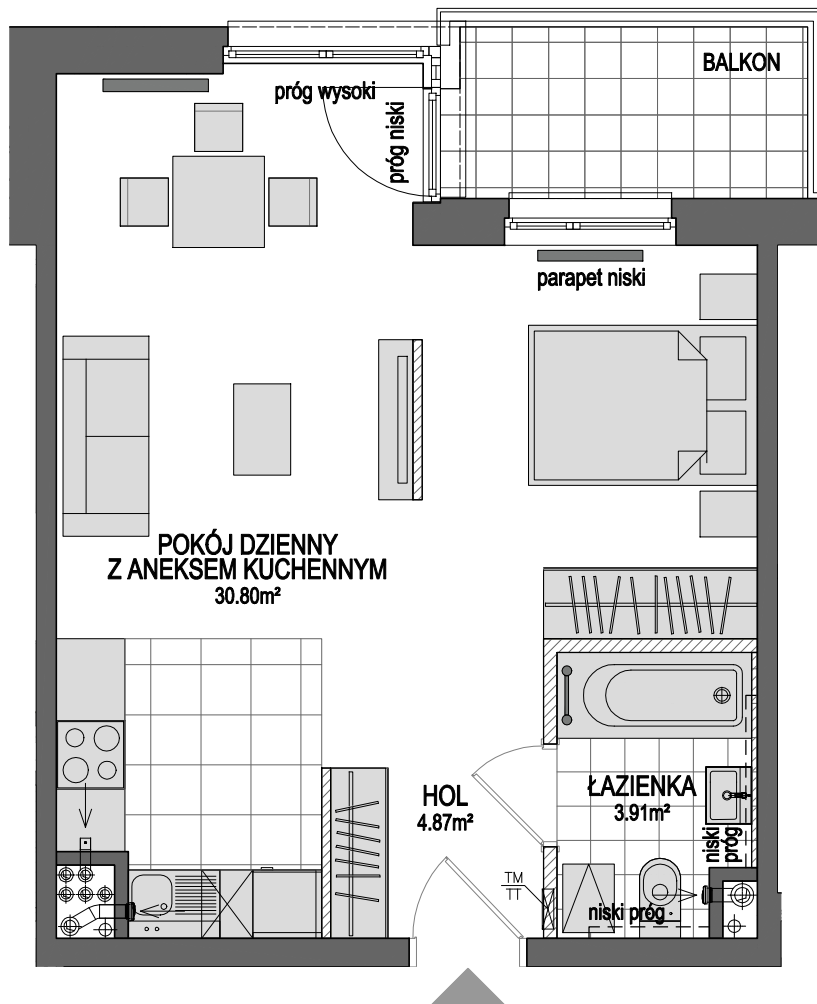 BALKON
próg wysoki
próg niski
parapet niski
POKÓJ DZIENNY
Z ANEKSEM KUCHENNYM
30.80m²
HOL
4.87m²
ŁAZIENKA
3.91m²
niski
próg
TM
TT
niski próg